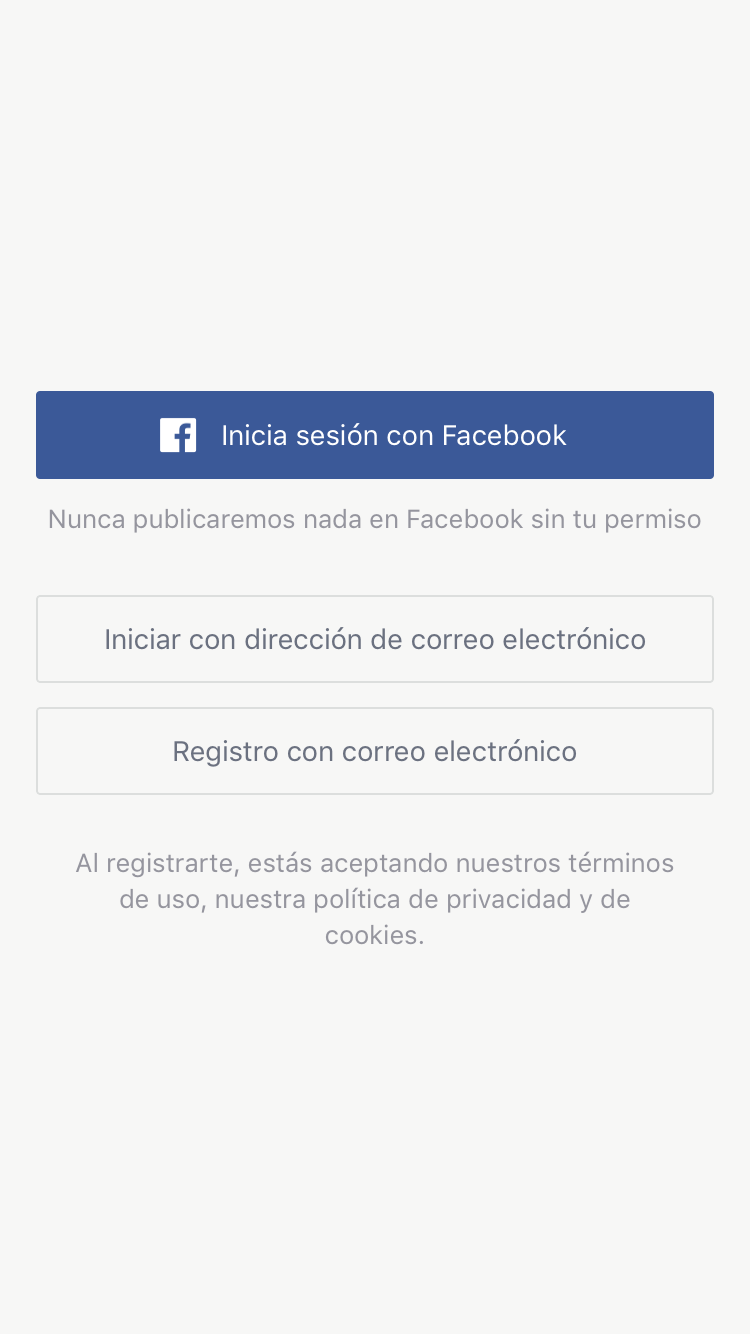 Inicia sesión con Facebook
Nunca publicaremos nada en Facebook sin tu permiso
Iniciar con dirección de correo electrónico
Registro con correo electrónico
Al registrarte, estás aceptando nuestros términos
de uso, nuestra política de privacidad y de
cookies.